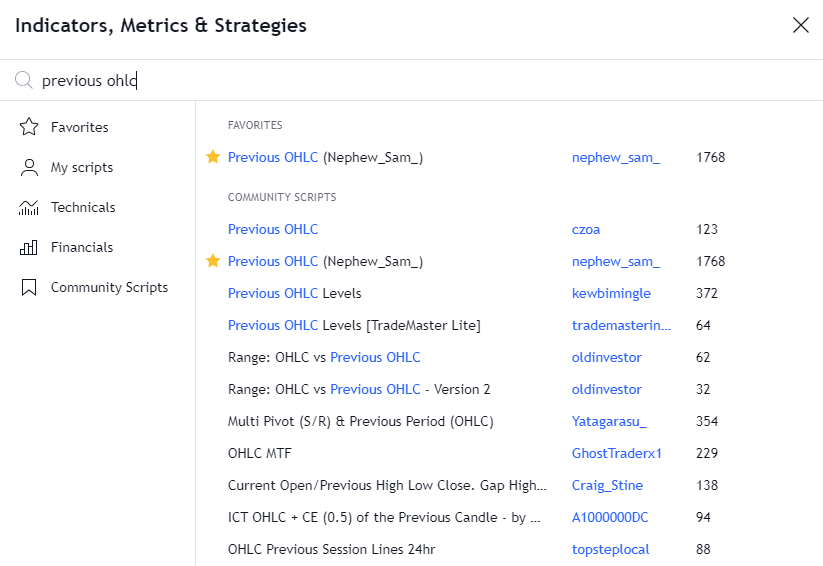 Indicators, Metrics & Strategies
previous ohlc
Favorites
My scripts
Technicals
Financials
Community Scripts
FAVORITES
Previous OHLC (Nephew_Sam_) nephew_sam_ 1768
COMMUNITY SCRIPTS
Previous OHLC czoa 123
Previous OHLC (Nephew_Sam_) nephew_sam_ 1768
Previous OHLC Levels kewbimingle 372
Previous OHLC Levels [TradeMaster Lite] trademasterin... 64
Range: OHLC vs Previous OHLC oldinvestor 62
Range: OHLC vs Previous OHLC - Version 2 oldinvestor 32
Multi Pivot (S/R) & Previous Period (OHLC) Yatagarasu_ 354
OHLC MTF GhostTraderx1 229
Current Open/Previous High Low Close. Gap High... Craig_Stine 138
ICT OHLC + CE (0.5) of the Previous Candle - by ... A1000000DC 94
OHLC Previous Session Lines 24hr topsteplocal 88